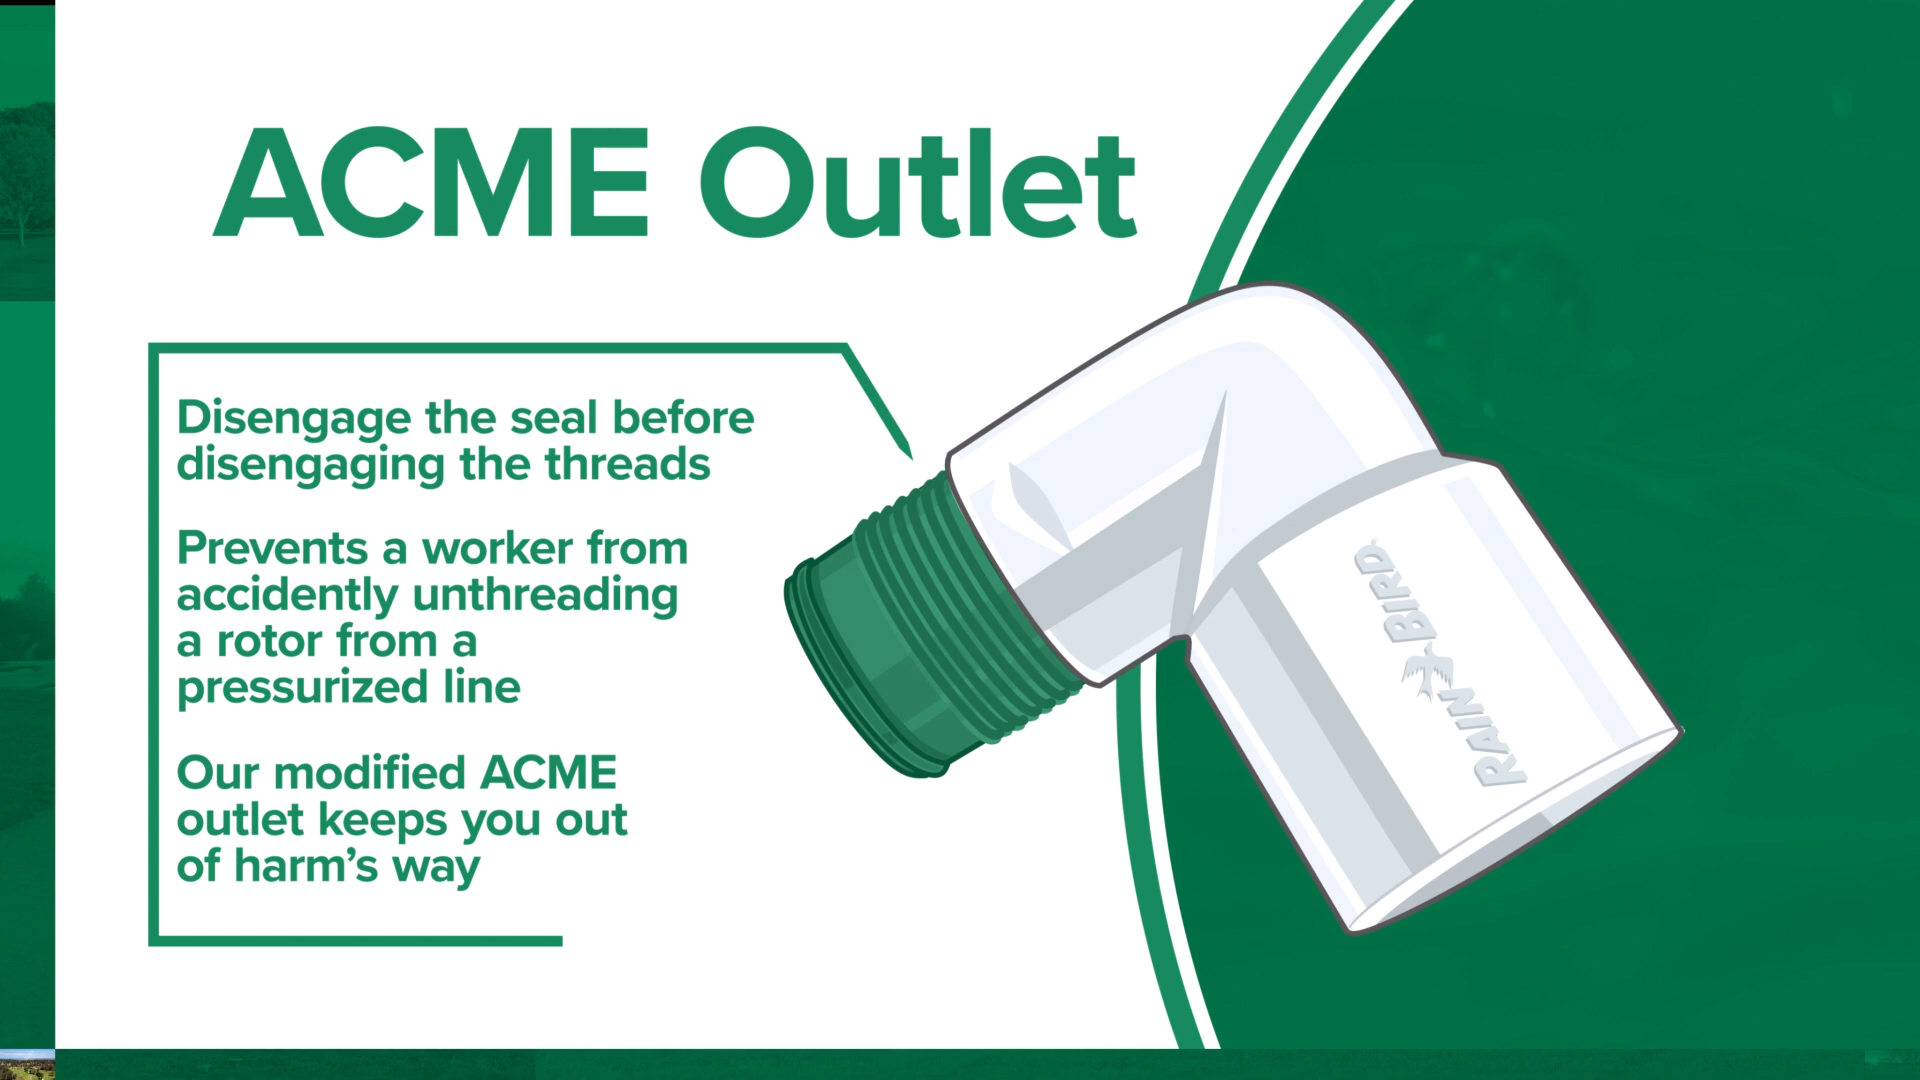 ACME Outlet
Disengage the seal before
disengaging the threads
Prevents a worker from
accidently unthreading
a rotor from a
pressurized line
Our modified ACME
outlet keeps you out
of harm's way
RAIN BIRD